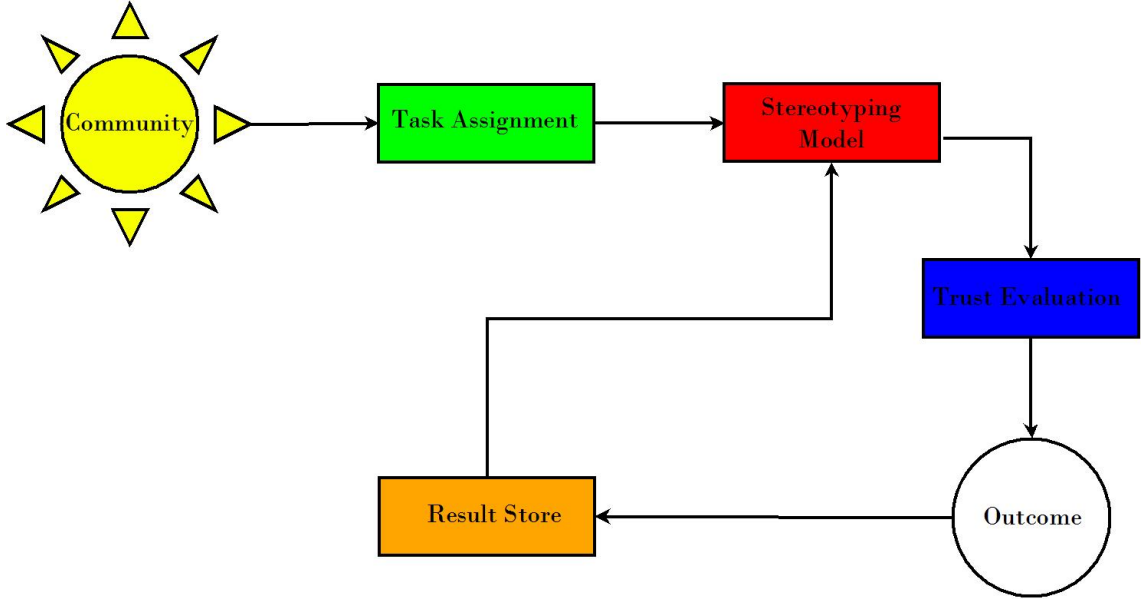 Community
Task Assignment
Stereotyping
Model
Trust Evaluation
Result Store
Outcome